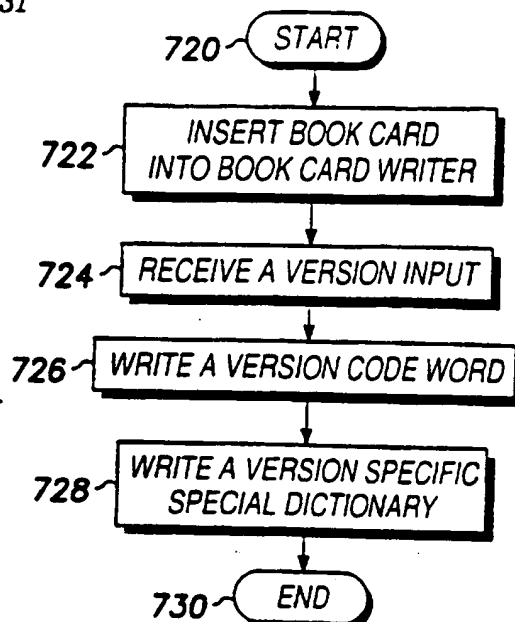 31
720 START
722 INSERT BOOK CARD
INTO BOOK CARD WRITER
724 RECEIVE A VERSION INPUT
726 WRITE A VERSION CODE WORD
728 WRITE A VERSION SPECIFIC
SPECIAL DICTIONARY
730 END